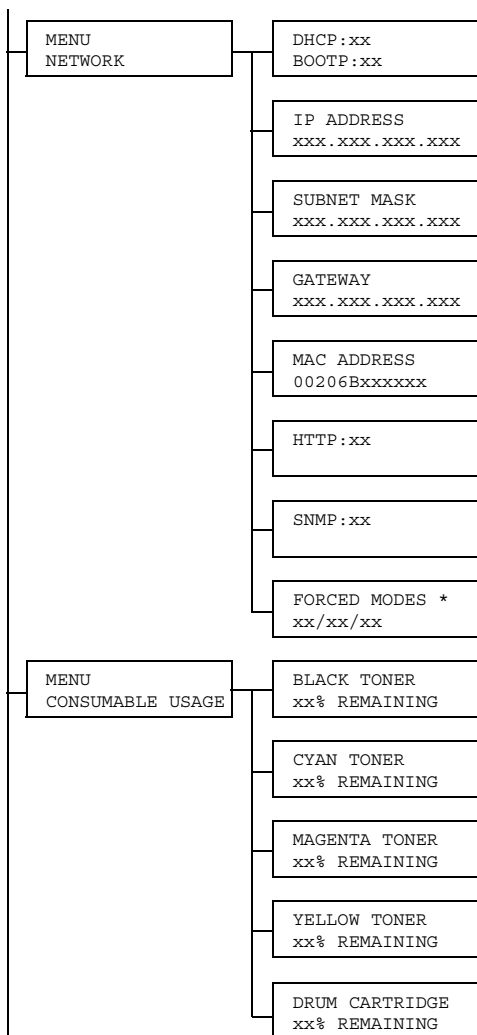 MENU
NETWORK
DHCP:xx
BOOTP:xx
IP ADDRESS
xxx.xxx.xxx.xxx
SUBNET MASK
xxx.xxx.xxx.xxx
GATEWAY
xxx.xxx.xxx.xxx
MAC ADDRESS
00206Bxxxxxx
HTTP:xx
SNMP:xx
FORCED MODES *
xx/xx/xx
MENU
CONSUMABLE USAGE
BLACK TONER
xx% REMAINING
CYAN TONER
xx% REMAINING
MAGENTA TONER
xx% REMAINING
YELLOW TONER
xx% REMAINING
DRUM CARTRIDGE
xx% REMAINING